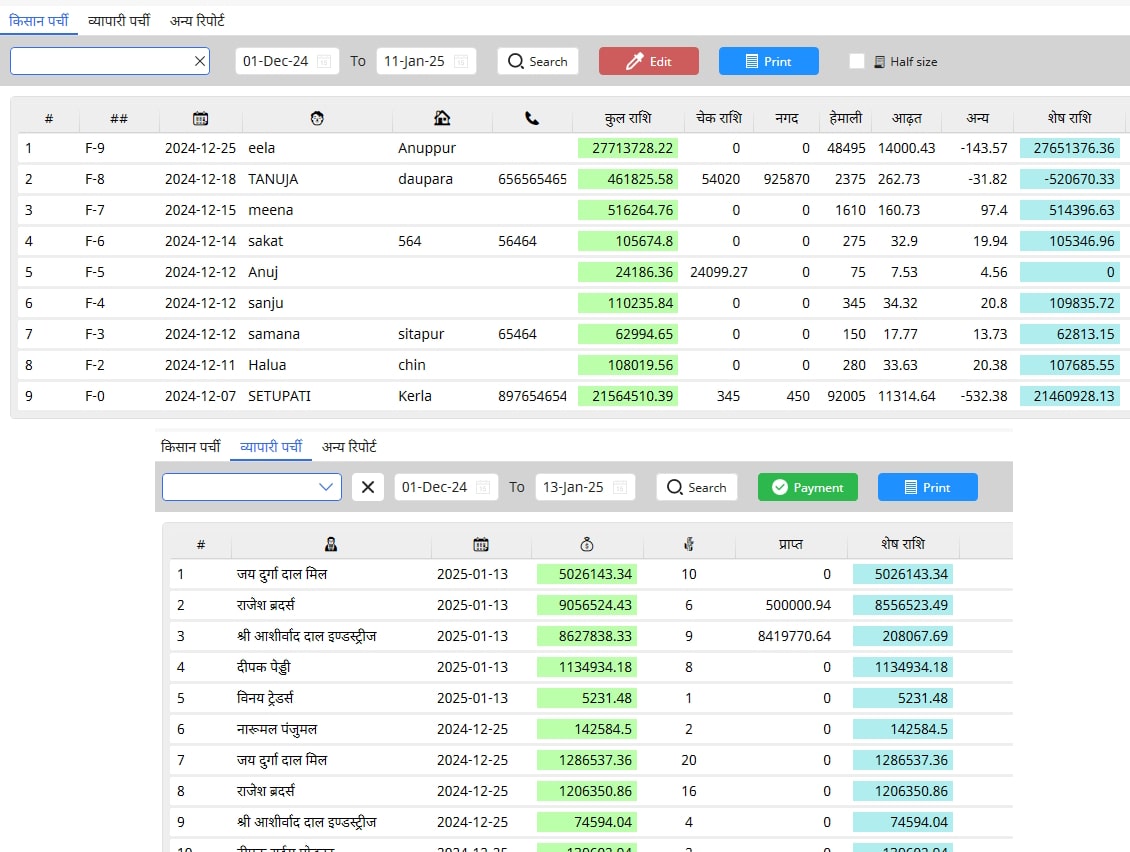 किसान पर्ची व्यापारी पर्ची अन्य रिपोर्ट
01-Dec-24 To 11-Jan-25 Search Edit Print Half size
# ## कुल राशि चेक राशि नगद हेमाली आढ़त अन्य शेष राशि
1 F-9 2024-12-25 eela Anuppur 27713728.22 0 0 48495 14000.43 -143.57 27651376.36
2 F-8 2024-12-18 TANUJA daupara 656565465 461825.58 54020 925870 2375 262.73 -31.82 -520670.33
3 F-7 2024-12-15 meena 516264.76 0 0 1610 160.73 97.4 514396.63
4 F-6 2024-12-14 sakat 564 56464 105674.8 0 0 275 32.9 19.94 105346.96
5 F-5 2024-12-12 Anuj 24186.36 24099.27 0 75 7.53 4.56 0
6 F-4 2024-12-12 sanju 110235.84 0 0 345 34.32 20.8 109835.72
7 F-3 2024-12-12 samana sitapur 65464 62994.65 0 0 150 17.77 13.73 62813.15
8 F-2 2024-12-11 Halua chin 108019.56 0 0 280 33.63 20.38 107685.55
9 F-0 2024-12-07 SETUPATI Kerla 897654654 21564510.39 345 450 92005 11314.64 -532.38 21460928.13
किसान पर्ची व्यापारी पर्ची अन्य रिपोर्ट
01-Dec-24 To 13-Jan-25 Search Payment Print
# प्राप्त शेष राशि
1 जय दुर्गा दाल मिल 2025-01-13 5026143.34 10 0 5026143.34
2 राजेश ब्रदर्स 2025-01-13 9056524.43 6 500000.94 8556523.49
3 श्री आशीर्वाद दाल इण्डस्ट्रीज 2025-01-13 8627838.33 9 8419770.64 208067.69
4 दीपक पेड्डी 2025-01-13 1134934.18 8 0 1134934.18
5 विनय ट्रेडर्स 2025-01-13 5231.48 1 0 5231.48
6 नारूमल पंजुमल 2024-12-25 142584.5 2 0 142584.5
7 जय दुर्गा दाल मिल 2024-12-25 1286537.36 20 0 1286537.36
8 राजेश ब्रदर्स 2024-12-25 1206350.86 16 0 1206350.86
9 श्री आशीर्वाद दाल इण्डस्ट्रीज 2024-12-25 74594.04 4 0 74594.04